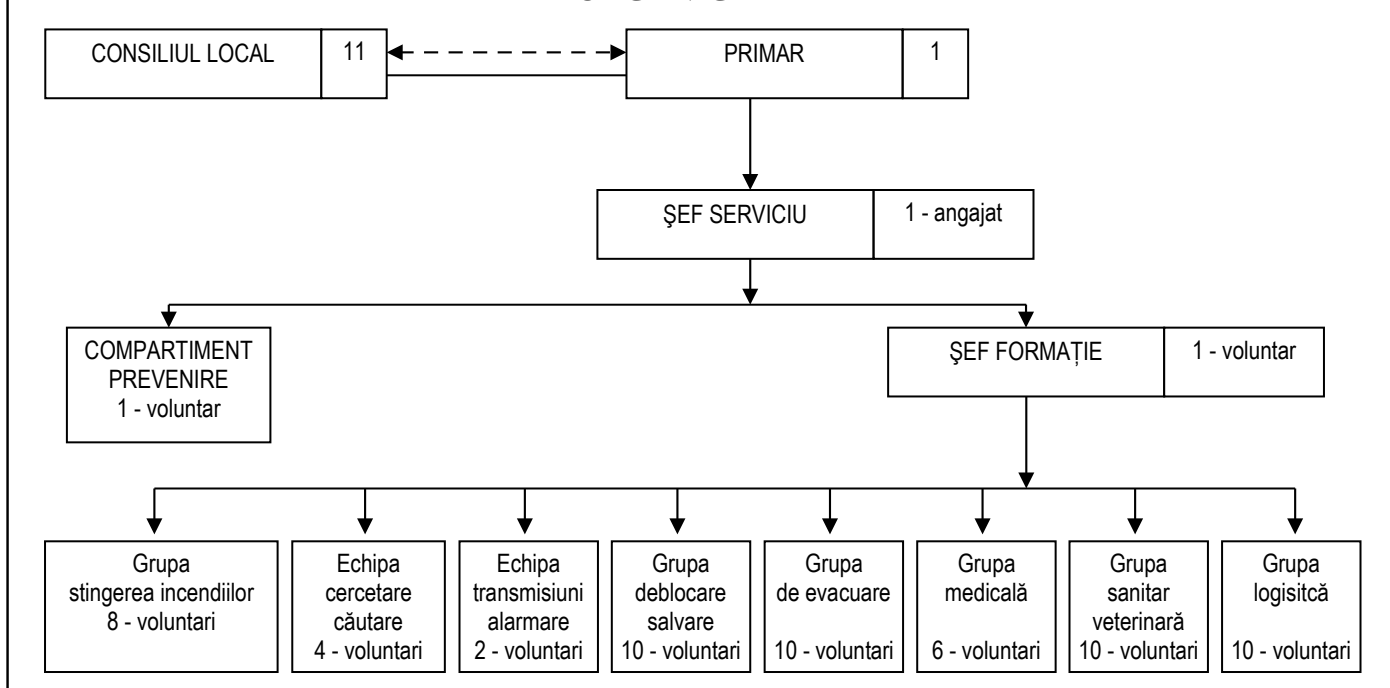 CONSILIUL LOCAL 11
PRIMAR 1
ŞEF SERVICIU 1 - angajat
COMPARTIMENT
PREVENIRE
1 - voluntar
ŞEF FORMAȚIE 1 - voluntar
Grupa
stingerea incendiilor
8 - voluntari
Echipa
cercetare
căutare
4 - voluntari
Echipa
transmisiuni
alarmare
2 - voluntari
Grupa
deblocare
salvare
10 - voluntari
Grupa
de evacuare
10 - voluntari
Grupa
medicală
6 - voluntari
Grupa
sanitar
veterinară
10 - voluntari
Grupa
logisitcă
10 - voluntari